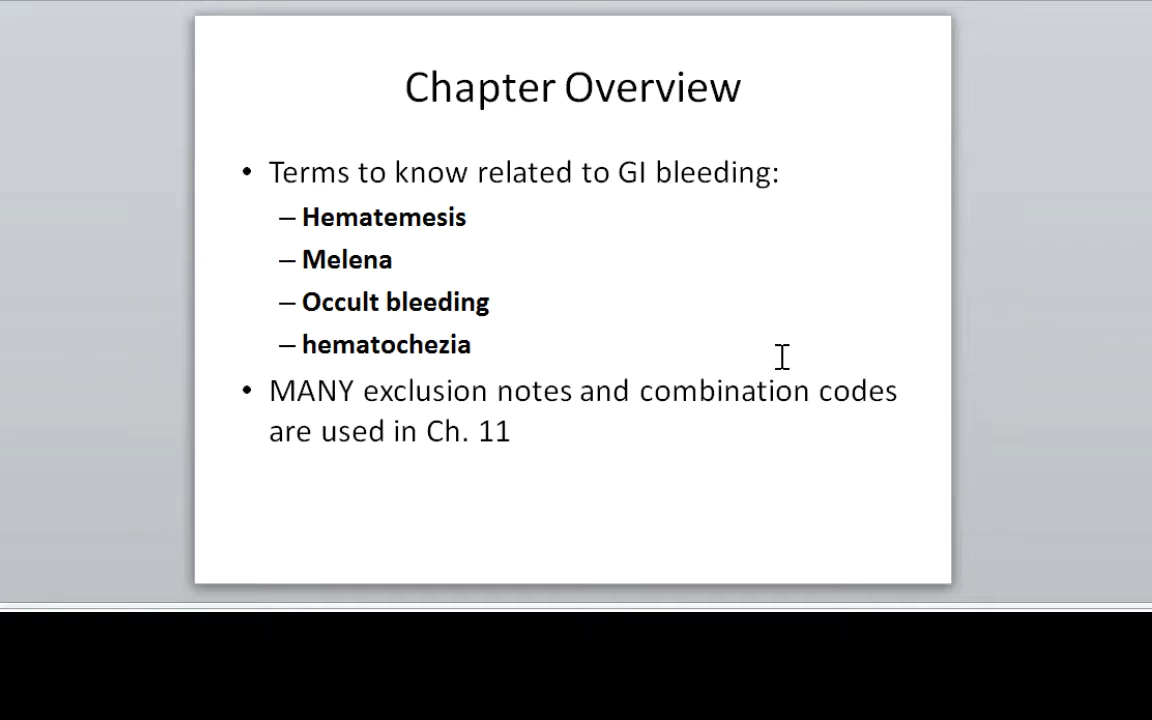 Chapter Overview
• Terms to know related to GI bleeding:
– Hematemesis
– Melena
– Occult bleeding
– hematochezia
• MANY exclusion notes and combination codes
are used in Ch. 11